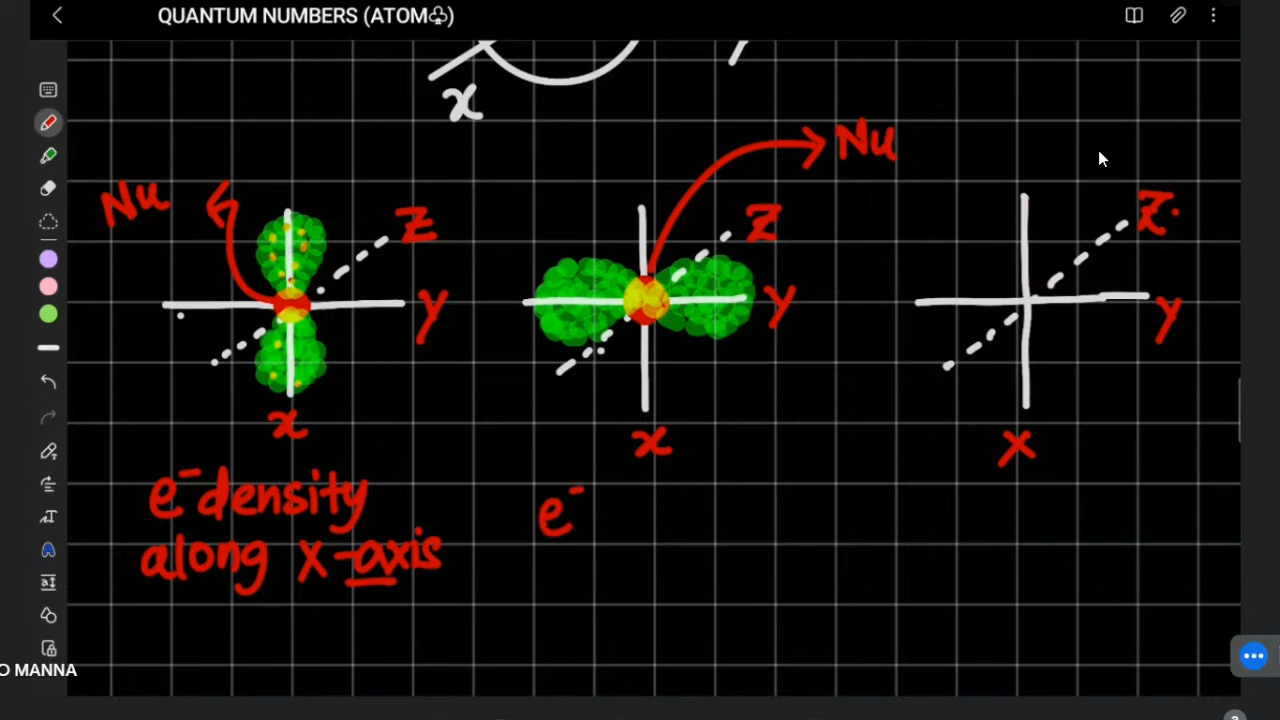 QUANTUM NUMBERS (ATOM♧)
x
Nu
Z
y
x
e⁻density
along x-axis
Nu
Z
y
x
e⁻
Z
y
x
O MANNA